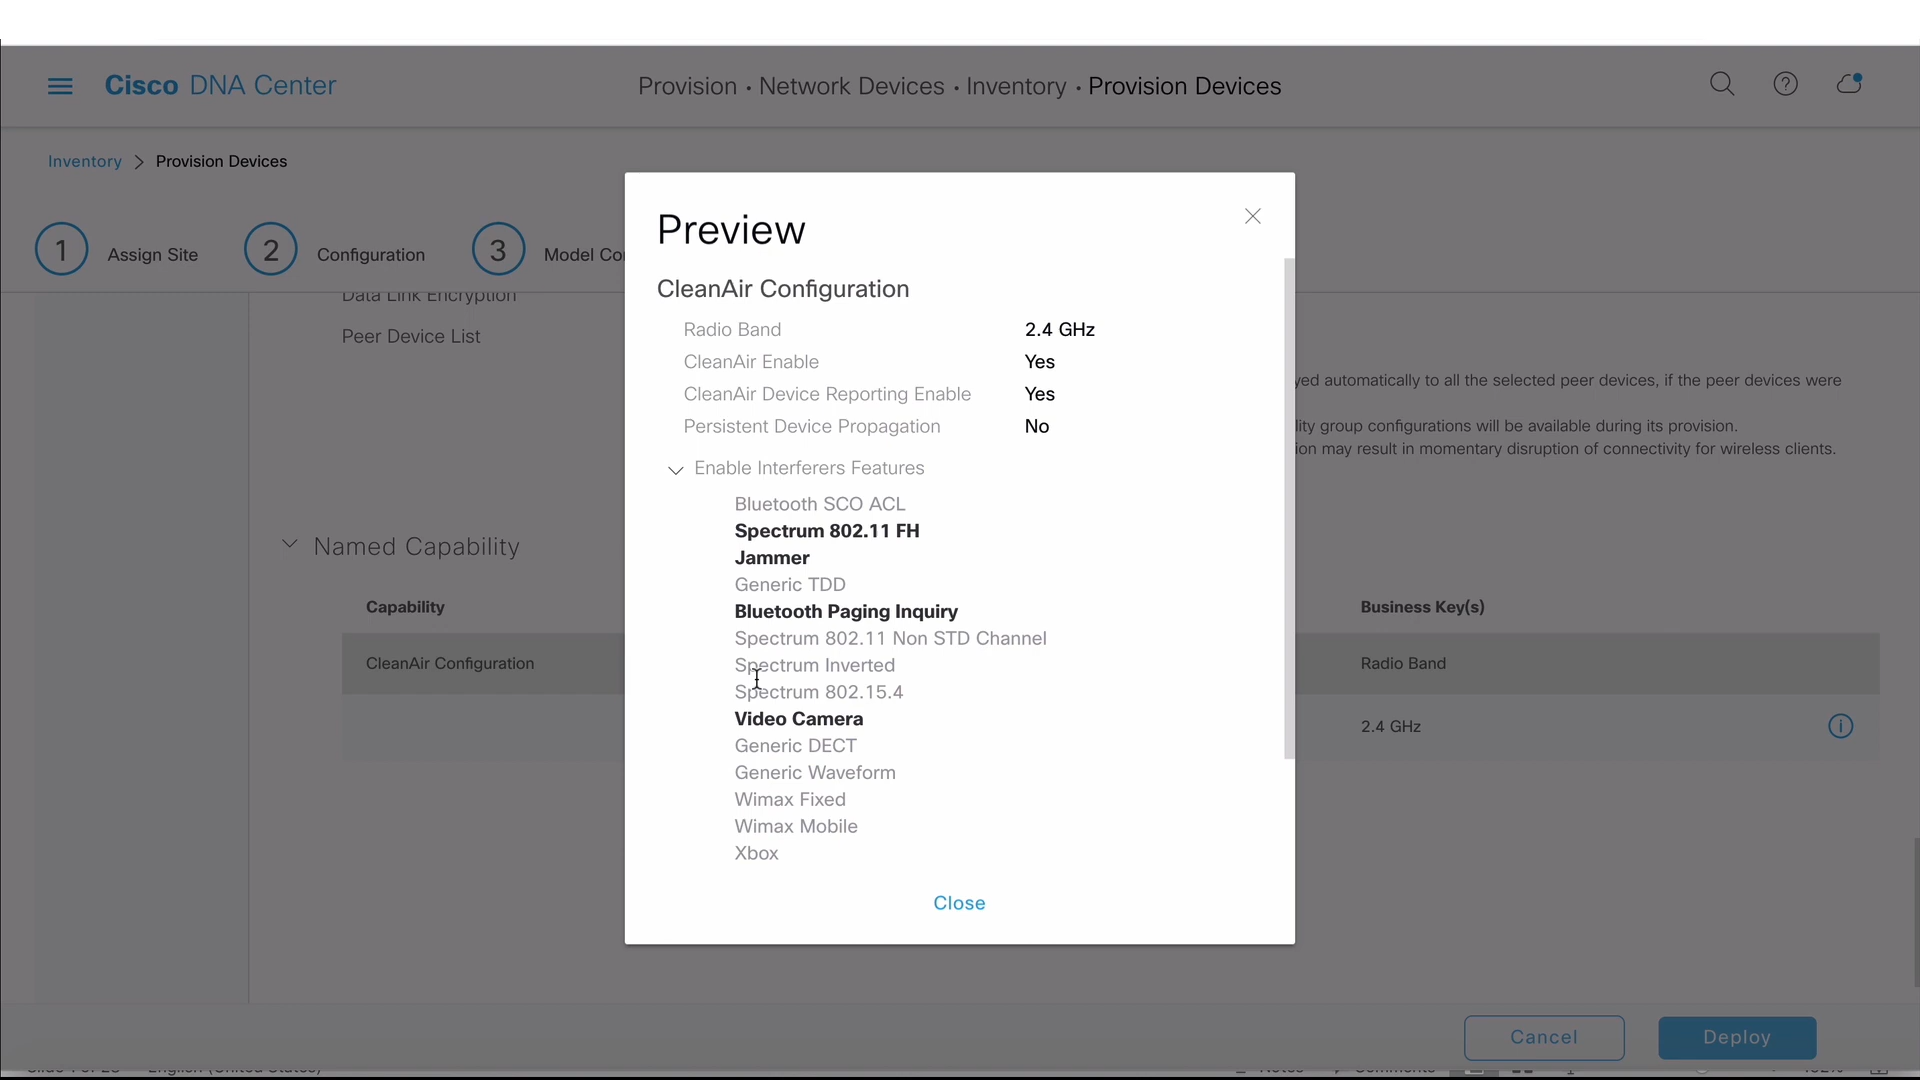 Cisco DNA Center
Provision • Network Devices • Inventory • Provision Devices
Inventory > Provision Devices
1 Assign Site
2 Configuration
3 Model Co
Data Link Encryption
Peer Device List
yed automatically to all the selected peer devices, if the peer devices were
lity group configurations will be available during its provision.
ion may result in momentary disruption of connectivity for wireless clients.
Named Capability
Capability
Business Key(s)
CleanAir Configuration
Radio Band
2.4 GHz
Preview
CleanAir Configuration
Radio Band 2.4 GHz
CleanAir Enable Yes
CleanAir Device Reporting Enable Yes
Persistent Device Propagation No
Enable Interferers Features
Bluetooth SCO ACL
Spectrum 802.11 FH
Jammer
Generic TDD
Bluetooth Paging Inquiry
Spectrum 802.11 Non STD Channel
Spectrum Inverted
Spectrum 802.15.4
Video Camera
Generic DECT
Generic Waveform
Wimax Fixed
Wimax Mobile
Xbox
Close
Cancel
Deploy
English (United States)
Notes
Comments